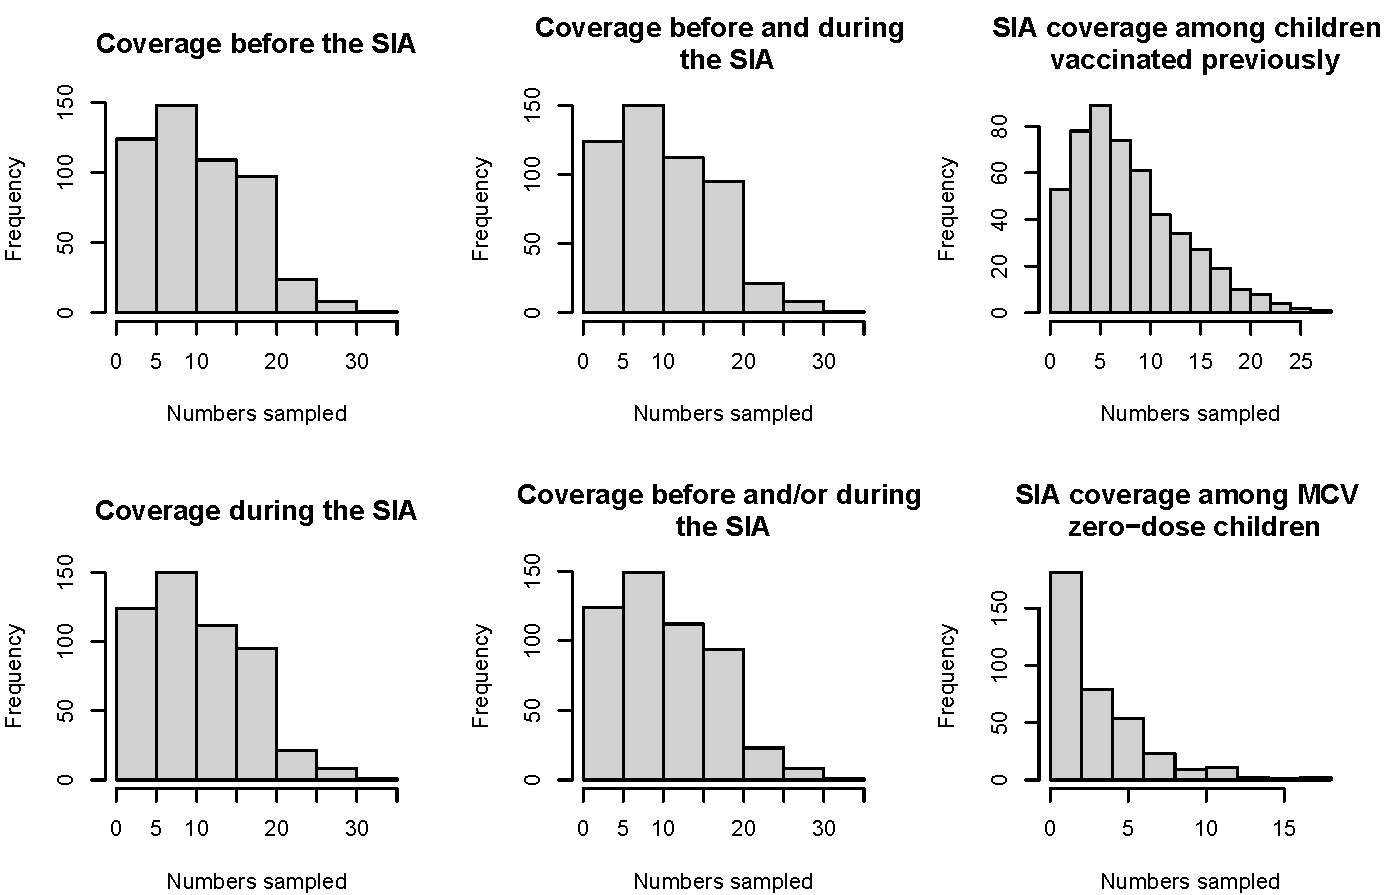 Coverage before the SIA
Frequency
0 50 100 150
0 5 10 20 30
Numbers sampled
Coverage before and during
the SIA
Frequency
0 50 100 150
0 5 10 20 30
Numbers sampled
SIA coverage among children
vaccinated previously
Frequency
0 20 40 60 80
0 5 10 15 20 25
Numbers sampled
Coverage during the SIA
Frequency
0 50 100 150
0 5 10 20 30
Numbers sampled
Coverage before and/or during
the SIA
Frequency
0 50 100 150
0 5 10 20 30
Numbers sampled
SIA coverage among MCV
zero−dose children
Frequency
0 50 100 150
0 5 10 15
Numbers sampled